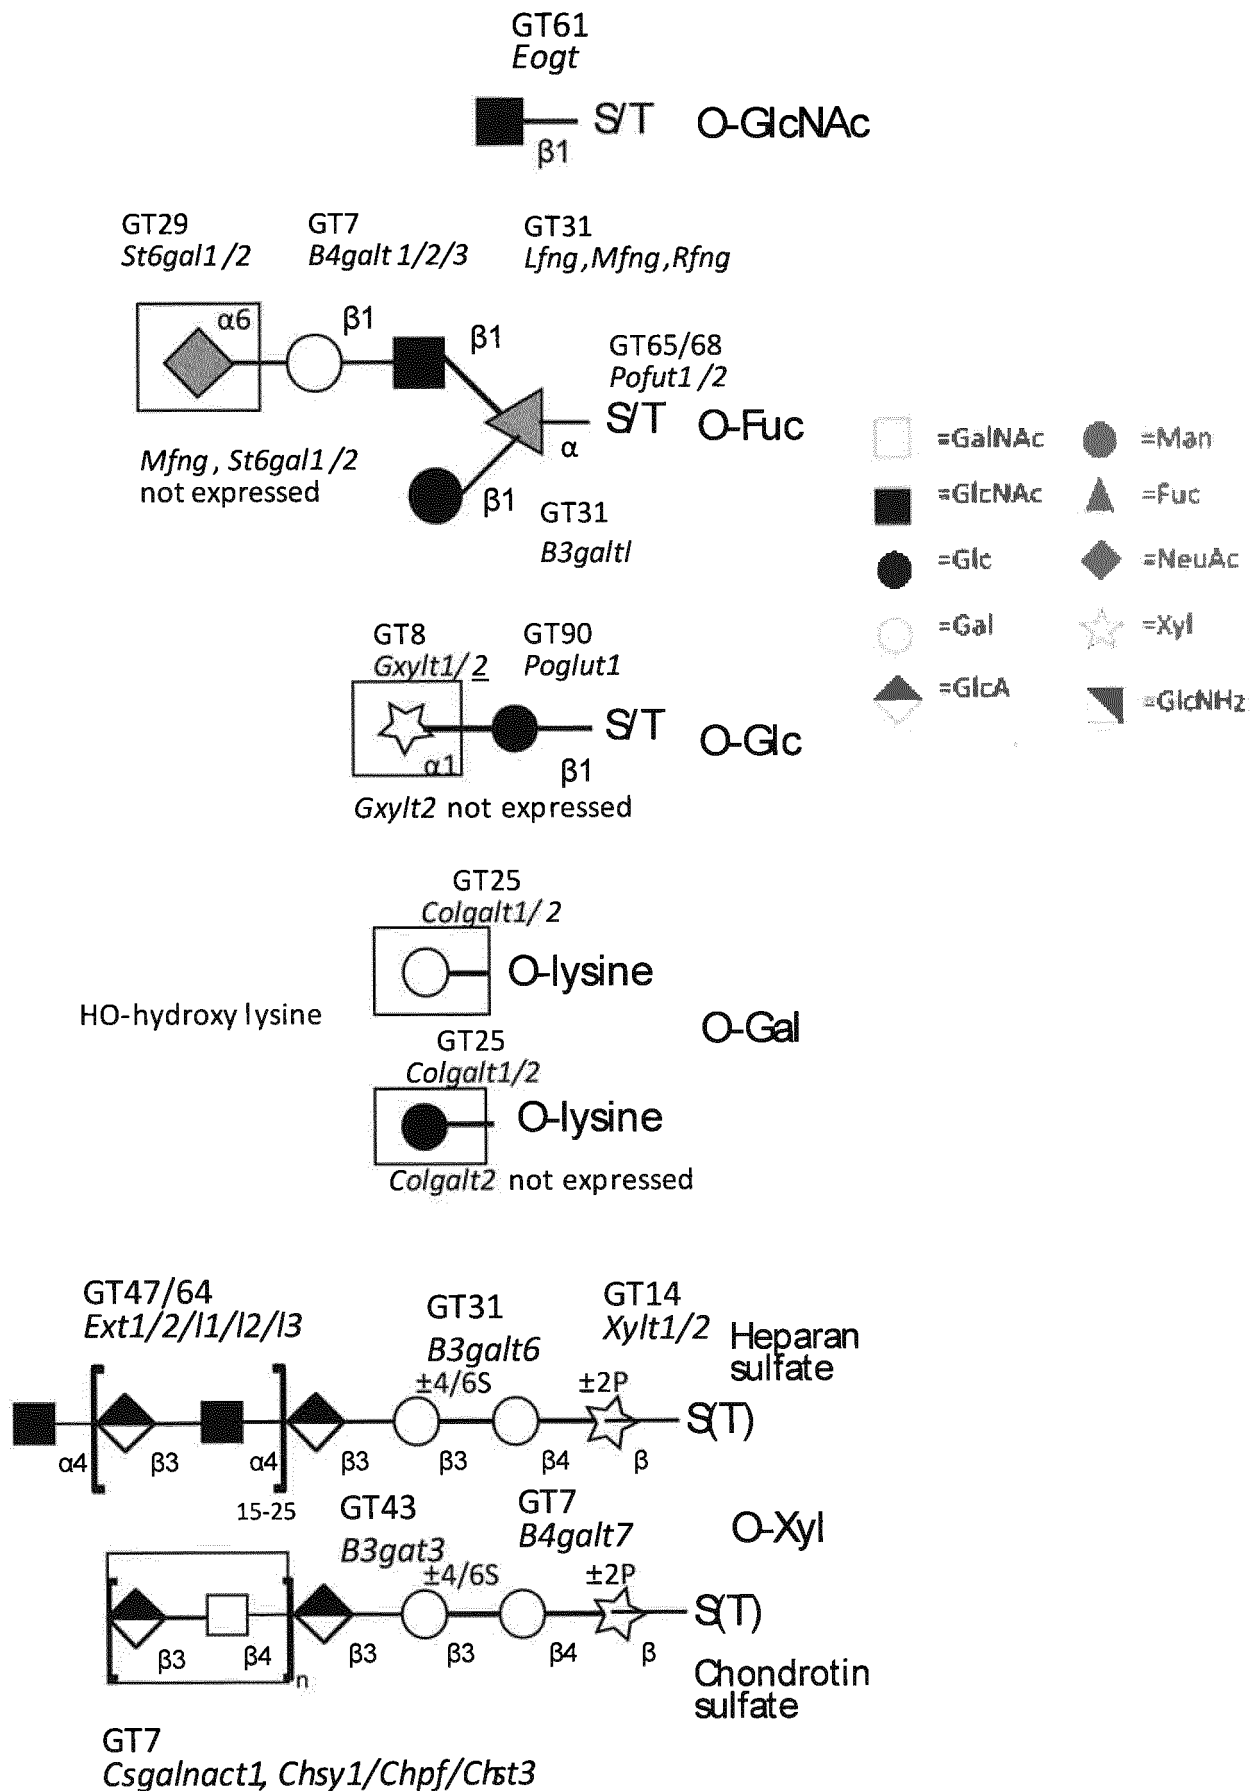 GT61
Eogt
S/T O-GlcNAc
β1
GT29 GT7 GT31
St6gal1/2 B4galt 1/2/3 Lfng,Mfng,Rfng
α6 β1 β1
GT65/68
Pofut1/2
S/T O-Fuc
α
Mfng, St6gal1/2
not expressed
β1
GT31
B3galtl
=GalNAc =Man
=GlcNAc =Fuc
=Glc =NeuAc
=Gal =Xyl
=GlcA =GlcNHz
GT8 GT90
Gxylt1/2 Poglut1
S/T O-Glc
α1 β1
Gxylt2 not expressed
GT25
Colgalt1/2
O-lysine
HO-hydroxy lysine
O-Gal
GT25
Colgalt1/2
O-lysine
Colgalt2 not expressed
GT47/64 GT31 GT14
Ext1/2/l1/l2/l3 B3galt6 Xylt1/2
Heparan
sulfate
±4/6S ±2P
S(T)
α4 β3 α4 β3 β3 β4 β
15-25
GT43 GT7
B3gat3 B4galt7
O-Xyl
±4/6S ±2P
S(T)
β3 β4 β3 β3 β4 β
n
Chondrotin
sulfate
GT7
Csgalnact1, Chsy1/Chpf/Chst3